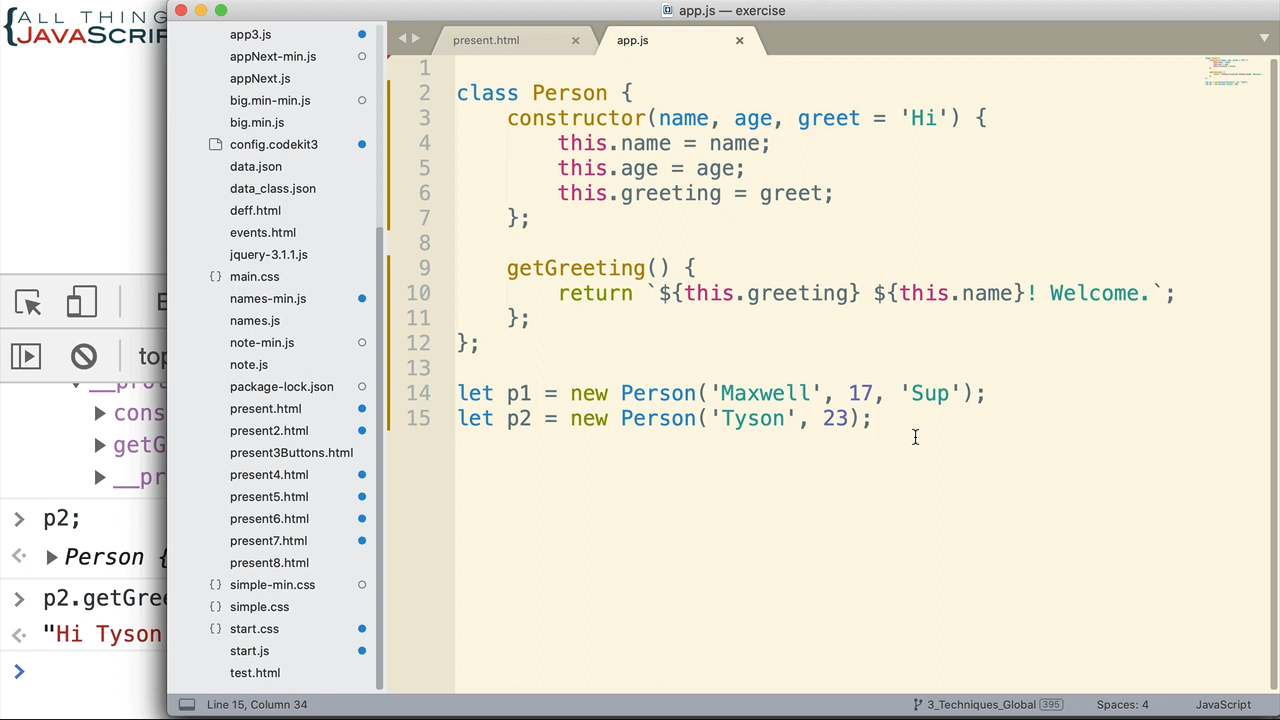 {ALL THING
JAVASCRIP
app.js — exercise
app3.js
appNext-min.js
appNext.js
big.min-min.js
big.min.js
config.codekit3
data.json
data_class.json
deff.html
events.html
jquery-3.1.1.js
{} main.css
names-min.js
names.js
note-min.js
note.js
package-lock.json
present.html
present2.html
present3Buttons.html
present4.html
present5.html
present6.html
present7.html
present8.html
{} simple-min.css
{} simple.css
{} start.css
start.js
test.html
present.html ×
app.js ×
1
2 class Person {
3 constructor(name, age, greet = 'Hi') {
4 this.name = name;
5 this.age = age;
6 this.greeting = greet;
7 };
8
9 getGreeting() {
10 return `${this.greeting} ${this.name}! Welcome.`;
11 };
12 };
13
14 let p1 = new Person('Maxwell', 17, 'Sup');
15 let p2 = new Person('Tyson', 23);
top
cons
getG
__pr
> p2;
Person {
> p2.getGree
"Hi Tyson
>
Line 15, Column 34
3_Techniques_Global 395
Spaces: 4
JavaScript